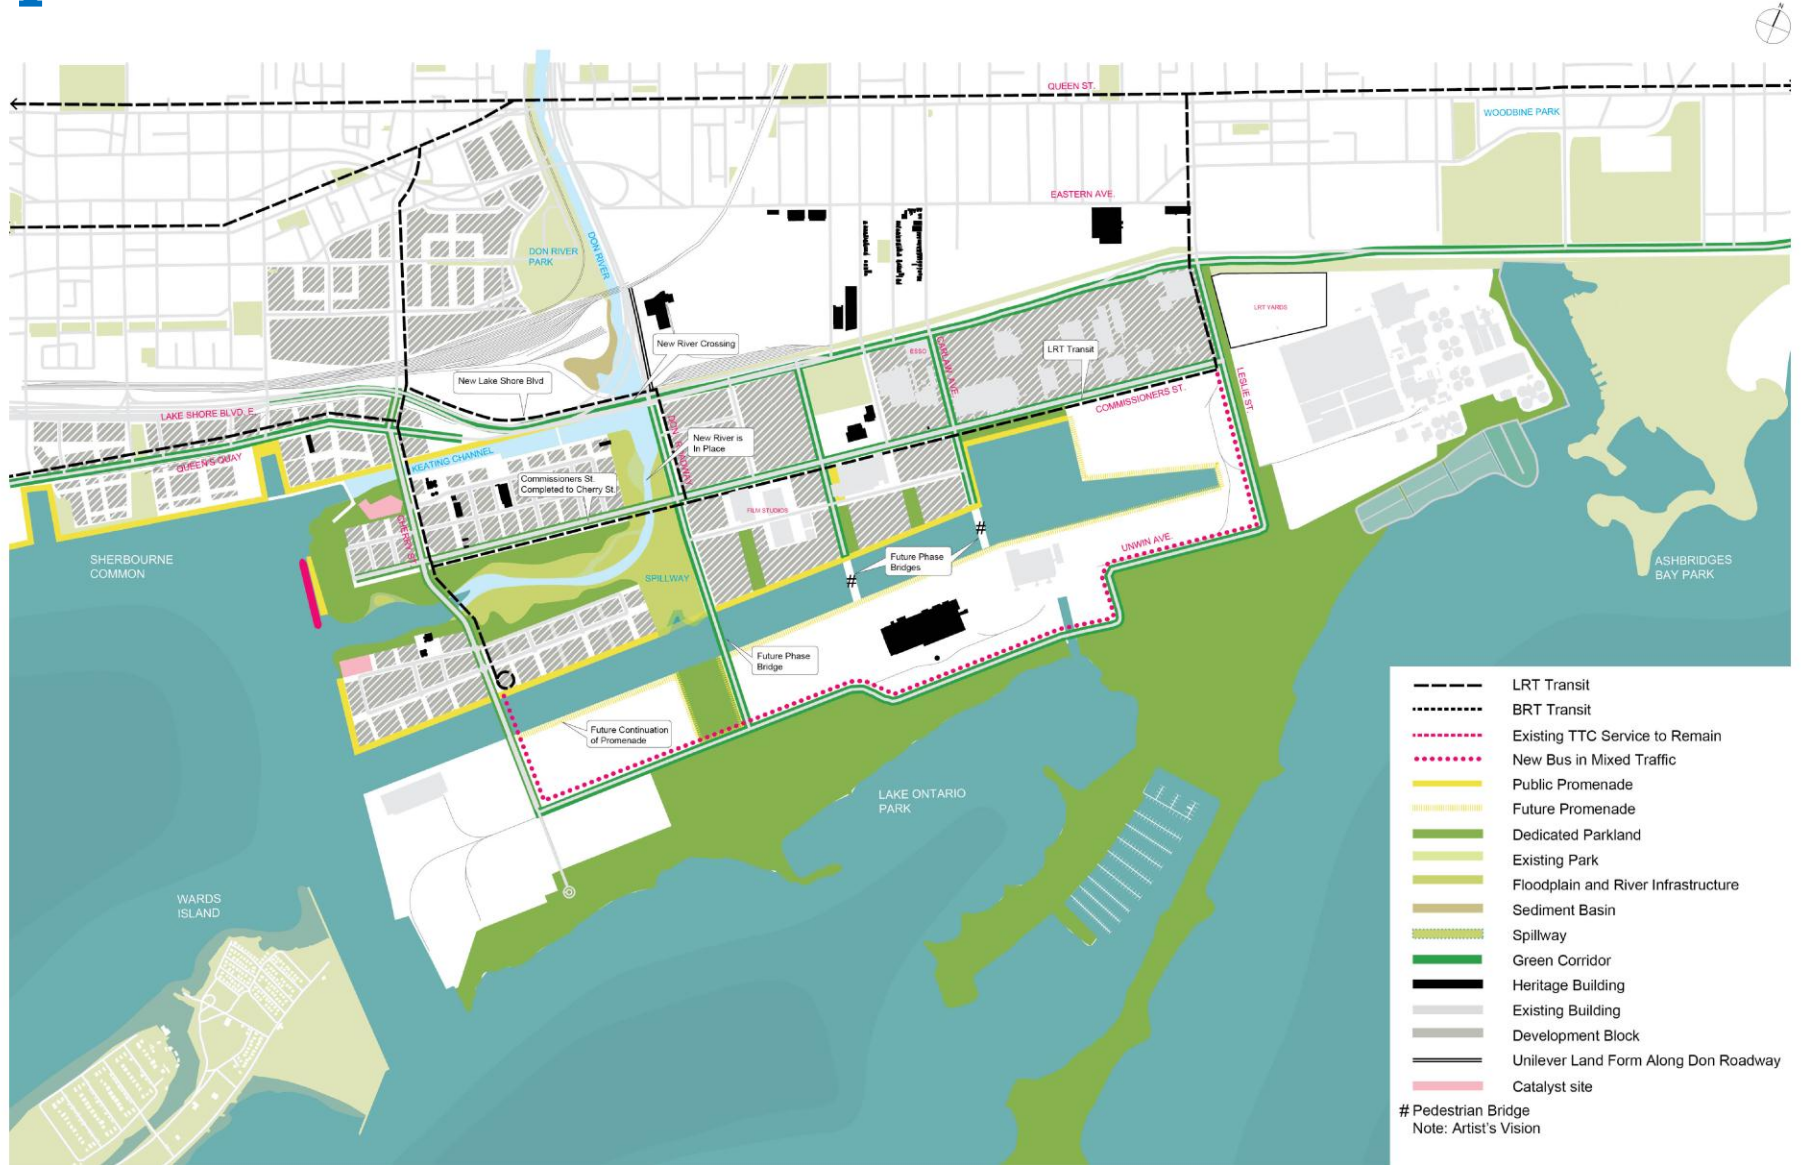 N
QUEEN ST.
WOODBINE PARK
EASTERN AVE.
DON RIVER
PARK
DON RIVER
LRT YARDS
New River Crossing
ESSO
CARLAW AVE.
LRT Transit
New Lake Shore Blvd
LESLIE ST.
COMMISSIONERS ST.
LAKE SHORE BLVD. E.
QUEEN'S QUAY
KEATING CHANNEL
New River is
In Place
Commissioners St.
Completed to Cherry St.
FILM STUDIOS
CHERRY ST.
UNWIN AVE.
SHERBOURNE
COMMON
Future Phase
Bridges
ASHBRIDGES
BAY PARK
SPILLWAY
#
#
Future Phase
Bridge
Future Continuation
of Promenade
LAKE ONTARIO
PARK
WARDS
ISLAND
LRT Transit
BRT Transit
Existing TTC Service to Remain
New Bus in Mixed Traffic
Public Promenade
Future Promenade
Dedicated Parkland
Existing Park
Floodplain and River Infrastructure
Sediment Basin
Spillway
Green Corridor
Heritage Building
Existing Building
Development Block
Unilever Land Form Along Don Roadway
Catalyst site
# Pedestrian Bridge
Note: Artist's Vision